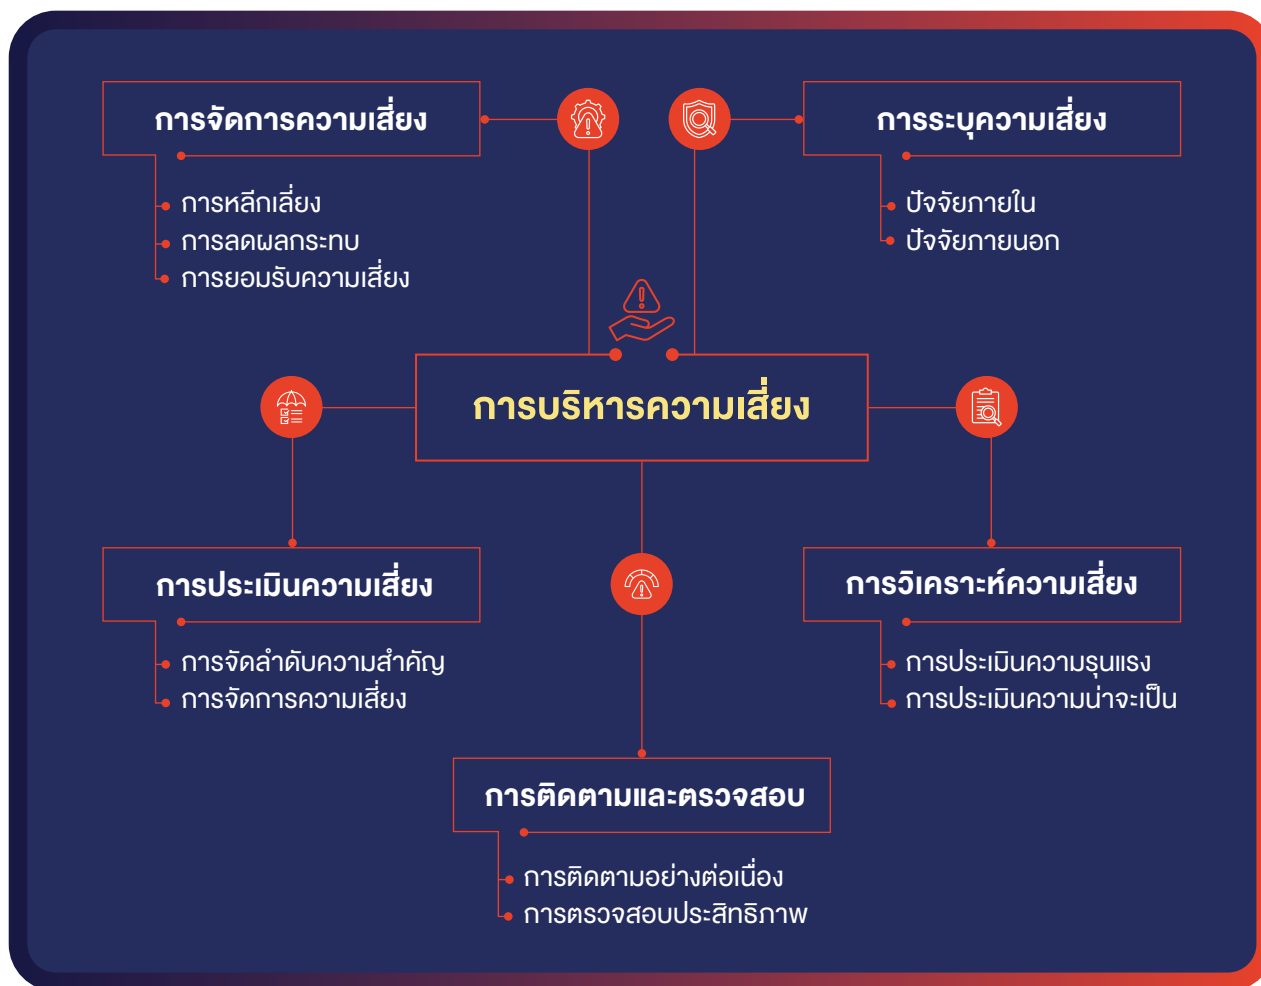 การจัดการความเสี่ยง
การหลีกเลี่ยง
การลดผลกระทบ
การยอมรับความเสี่ยง
การระบุความเสี่ยง
ปัจจัยภายใน
ปัจจัยภายนอก
การบริหารความเสี่ยง
การประเมินความเสี่ยง
การจัดลำดับความสำคัญ
การจัดการความเสี่ยง
การวิเคราะห์ความเสี่ยง
การประเมินความรุนแรง
การประเมินความน่าจะเป็น
การติดตามและตรวจสอบ
การติดตามอย่างต่อเนื่อง
การตรวจสอบประสิทธิภาพ